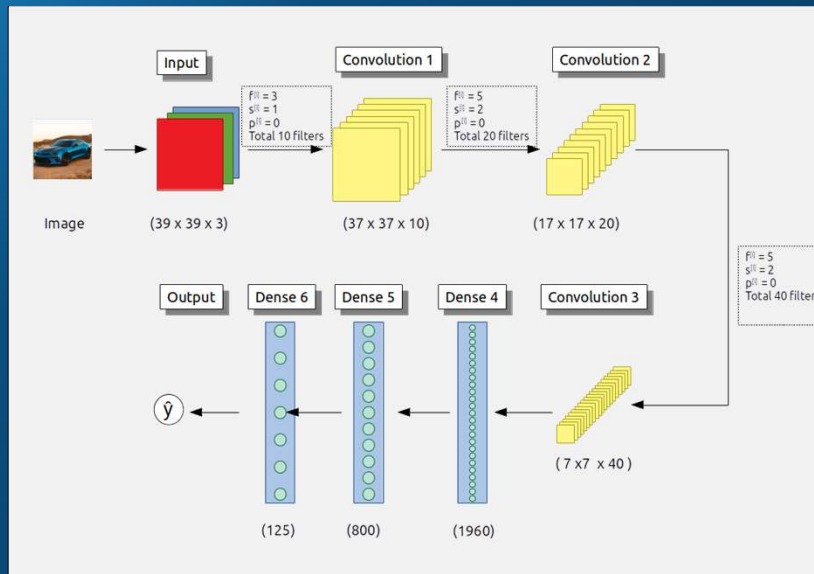 Input
Convolution 1
Convolution 2
f[l] = 3
s[l] = 1
p[l] = 0
Total 10 filters
f[l] = 5
s[l] = 2
p[l] = 0
Total 20 filters
Image
(39 x 39 x 3)
(37 x 37 x 10)
(17 x 17 x 20)
f[l] = 5
s[l] = 2
p[l] = 0
Total 40 filter
Output
Dense 6
Dense 5
Dense 4
Convolution 3
ŷ
( 7 x7 x 40 )
(125)
(800)
(1960)